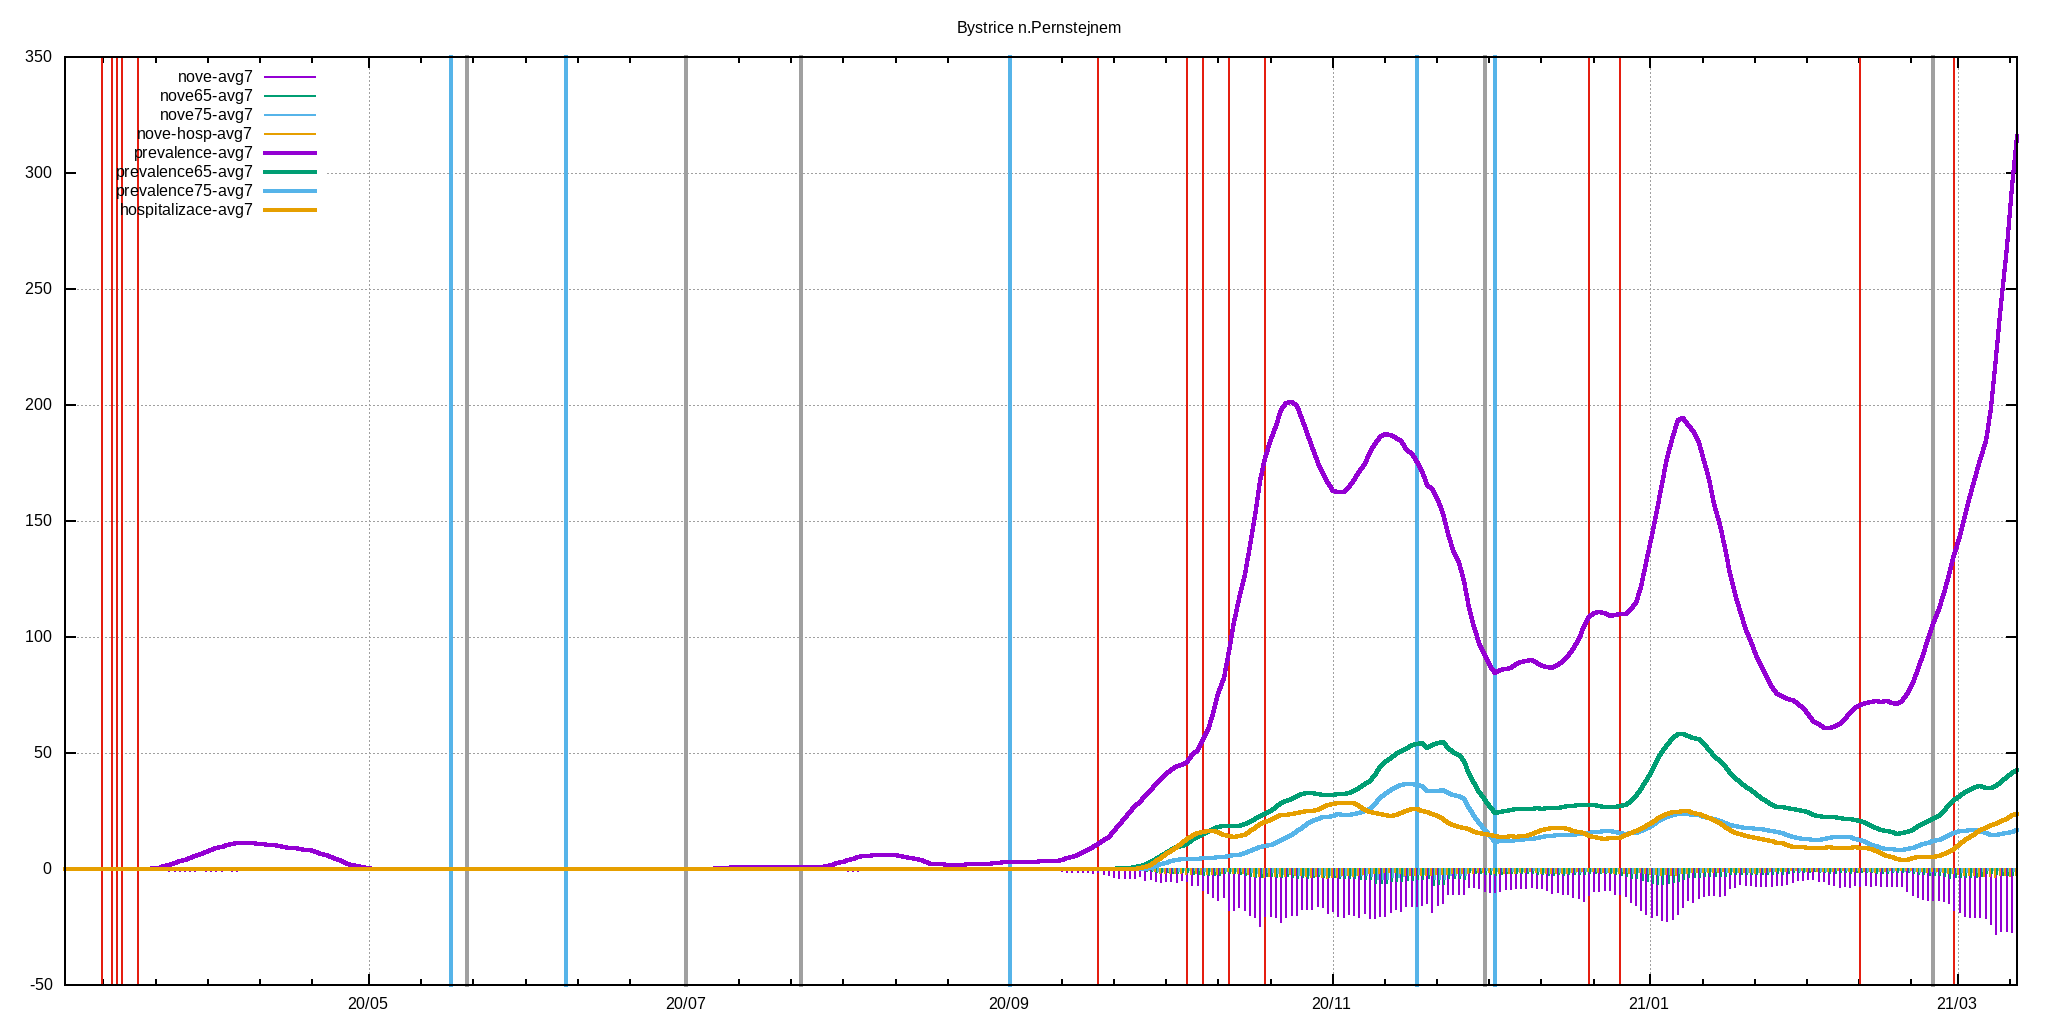 Bystrice n.Pernstejnem
350
300
250
200
150
100
50
0
-50
nove-avg7
nove65-avg7
nove75-avg7
nove-hosp-avg7
prevalence-avg7
prevalence65-avg7
prevalence75-avg7
hospitalizace-avg7
20/05 20/07 20/09 20/11 21/01 21/03